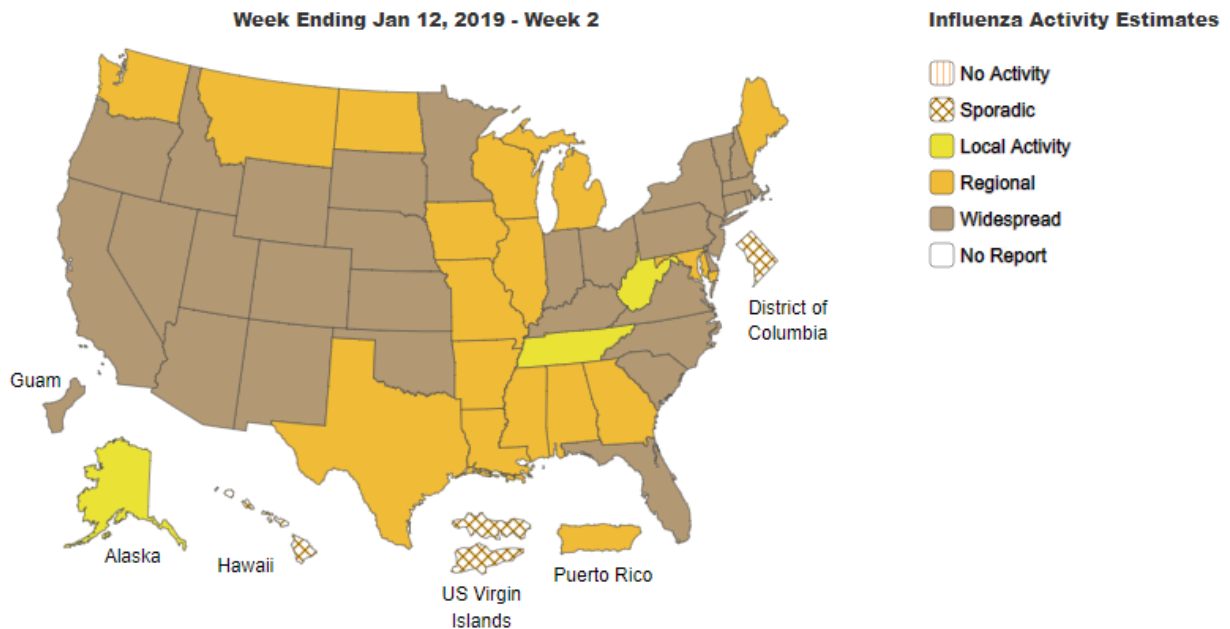 Week Ending Jan 12, 2019 - Week 2
Influenza Activity Estimates
No Activity
Sporadic
Local Activity
Regional
Widespread
No Report
District of
Columbia
Guam
Alaska
Hawaii
US Virgin
Islands
Puerto Rico